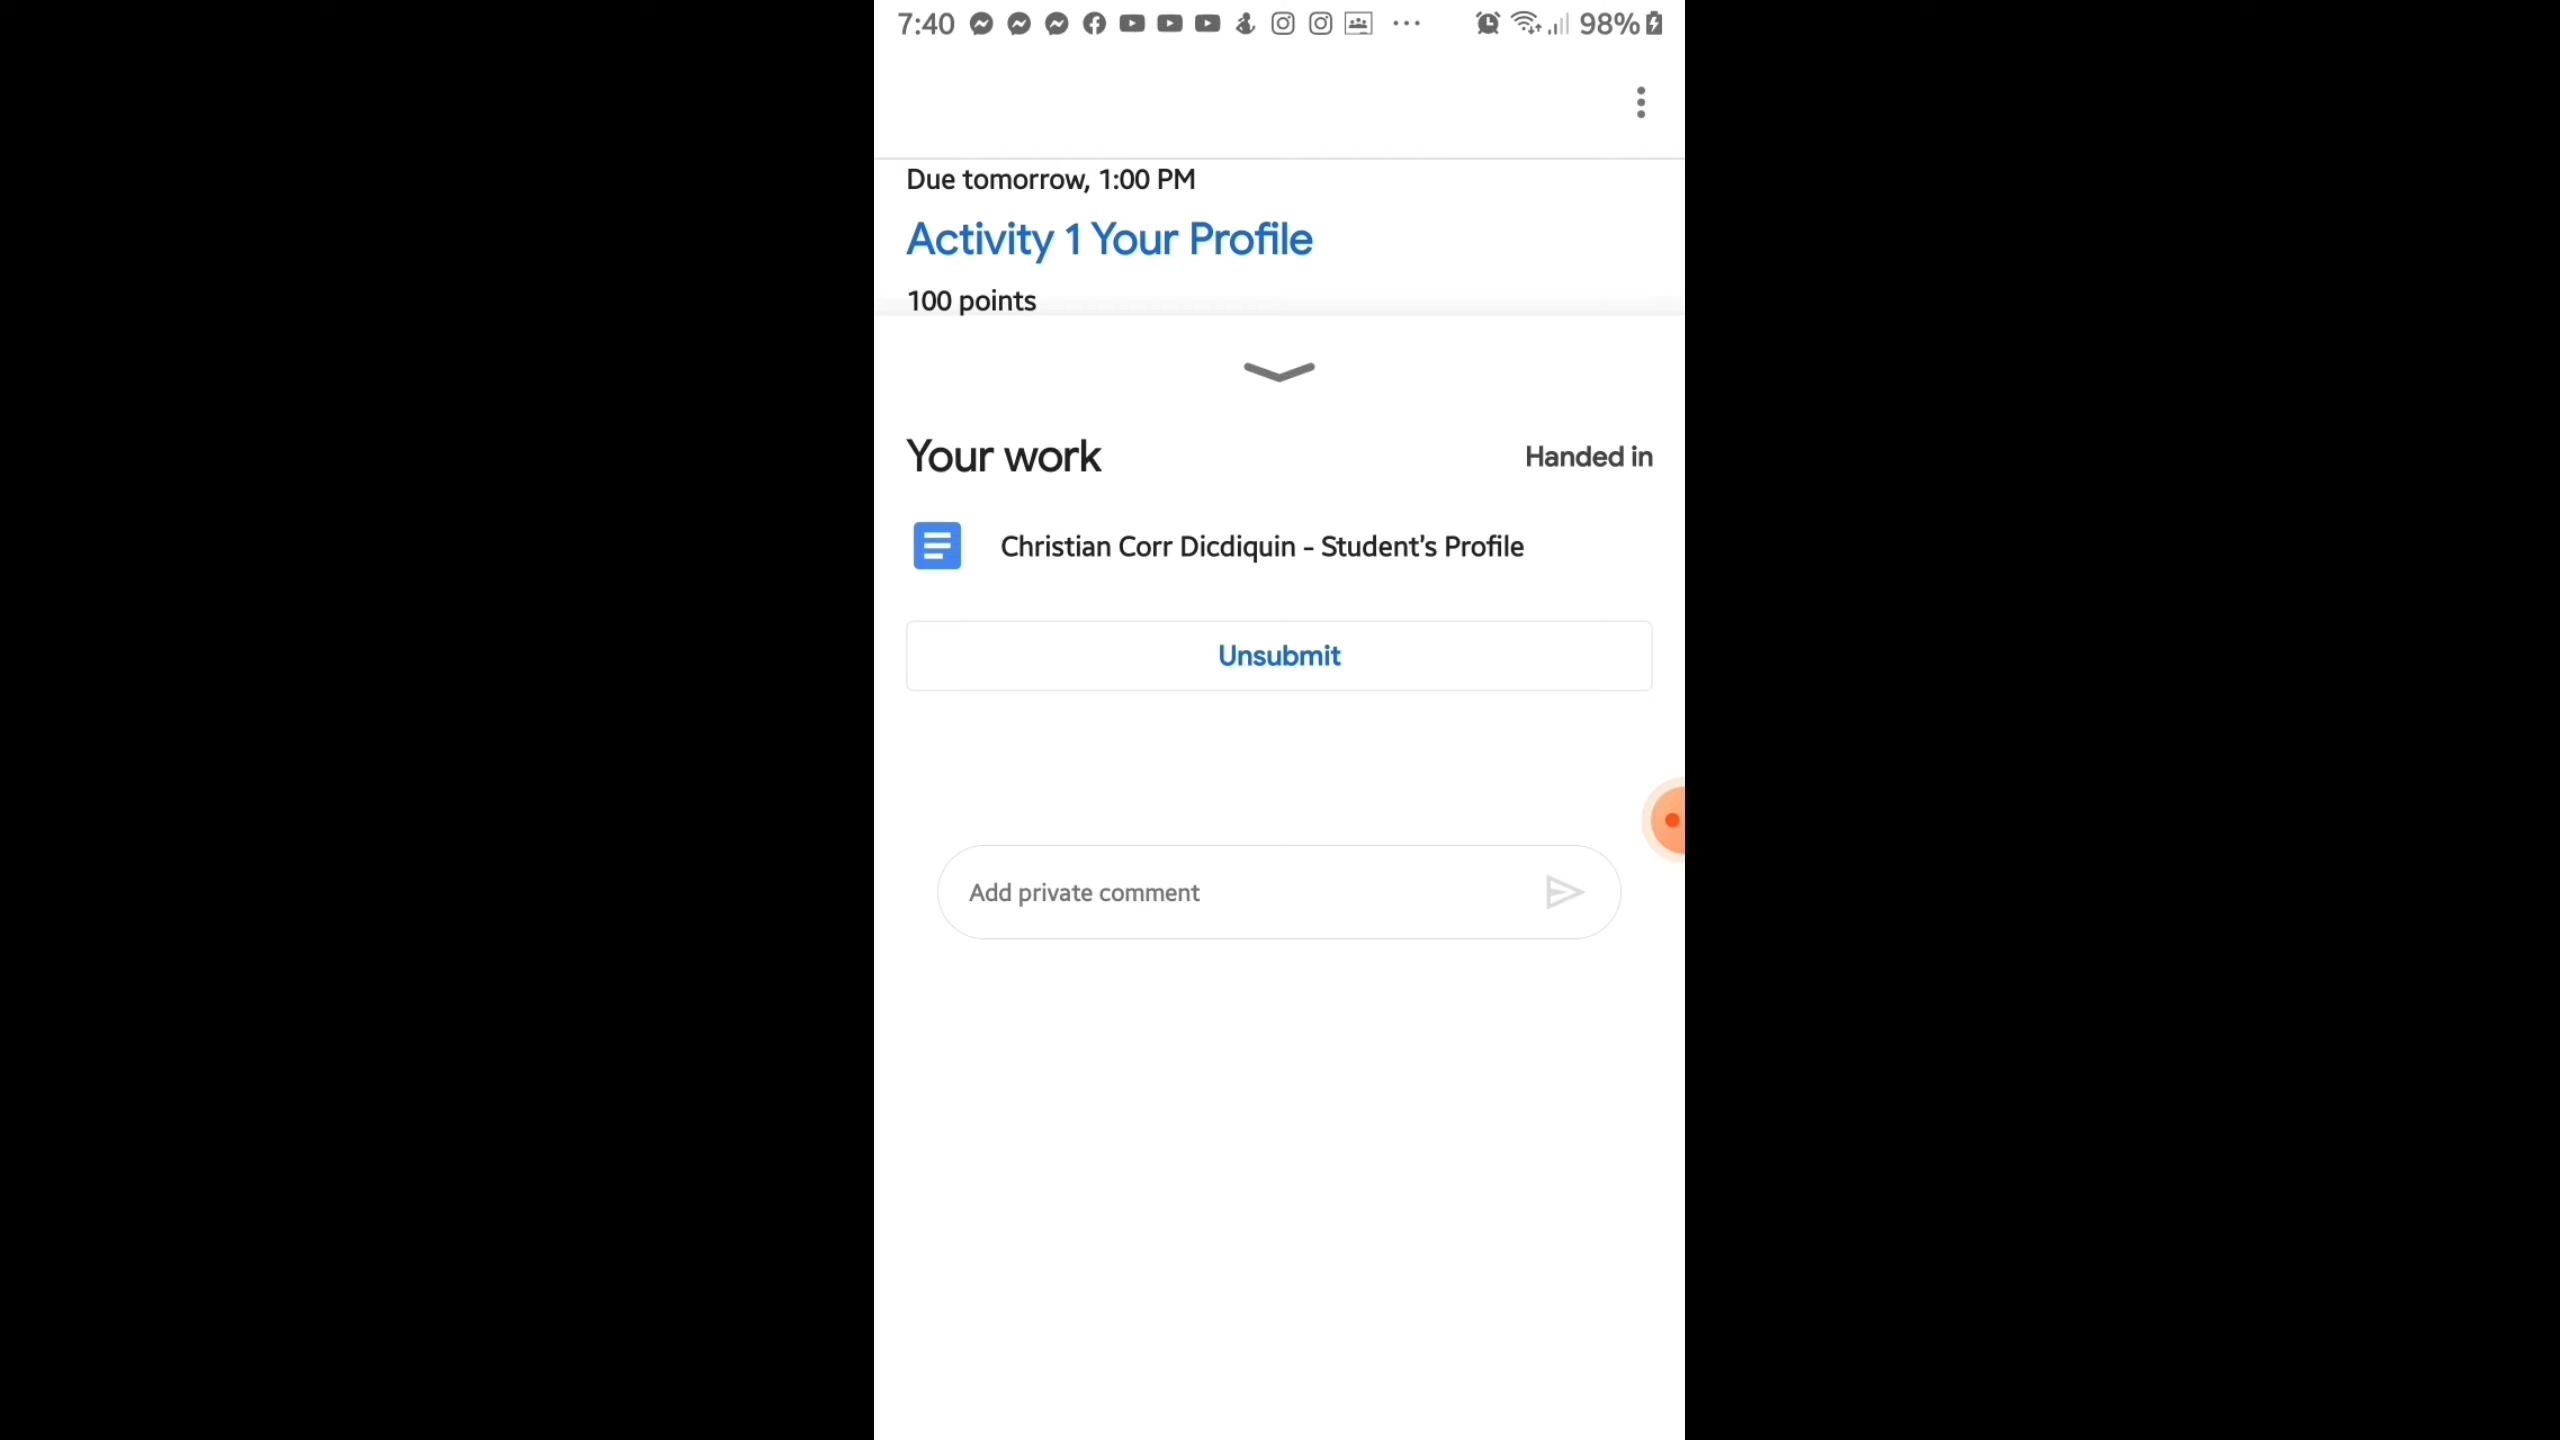 7:40 98%
Due tomorrow, 1:00 PM
Activity 1 Your Profile
100 points
Your work Handed in
Christian Corr Dicdiquin - Student's Profile
Unsubmit
Add private comment